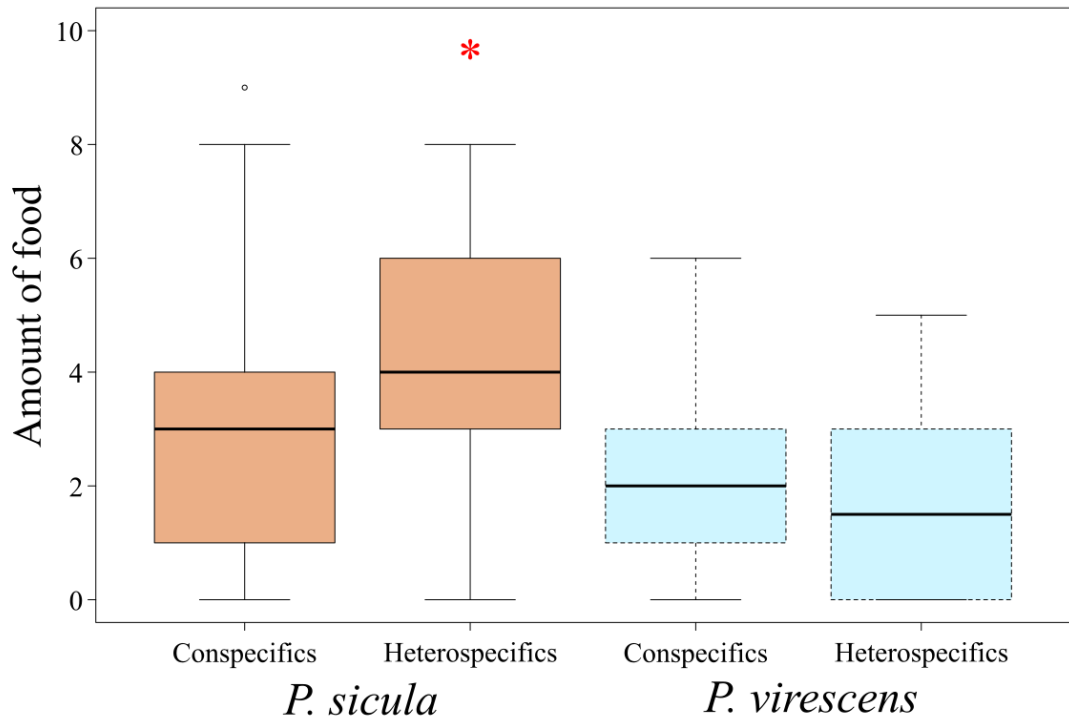 Amount of food
10
8
6
4
2
0
*
Conspecifics Heterospecifics Conspecifics Heterospecifics
P. sicula P. virescens